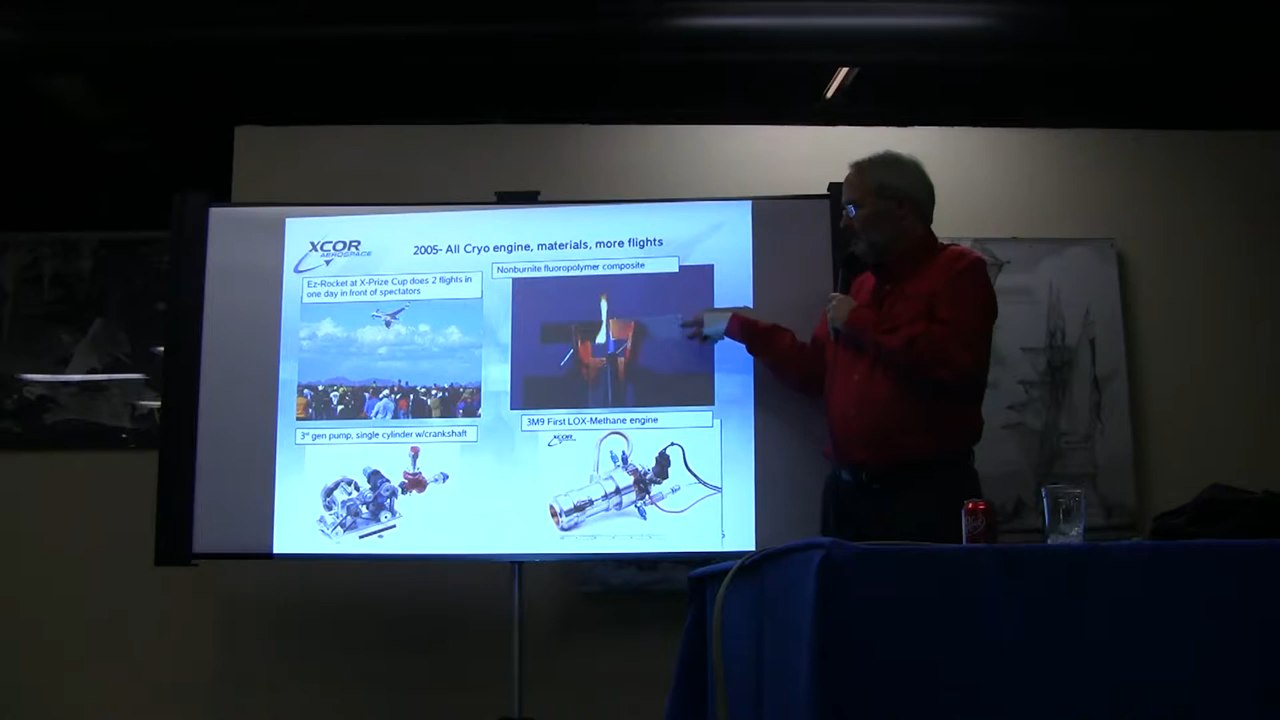 XCOR
AEROSPACE
2005- All Cryo engine, materials, more flights
Ez-Rocket at X-Prize Cup does 2 flights in
one day in front of spectators
Nonburnite fluoropolymer composite
3rd gen pump, single cylinder w/crankshaft
3M9 First LOX-Methane engine
XCOR